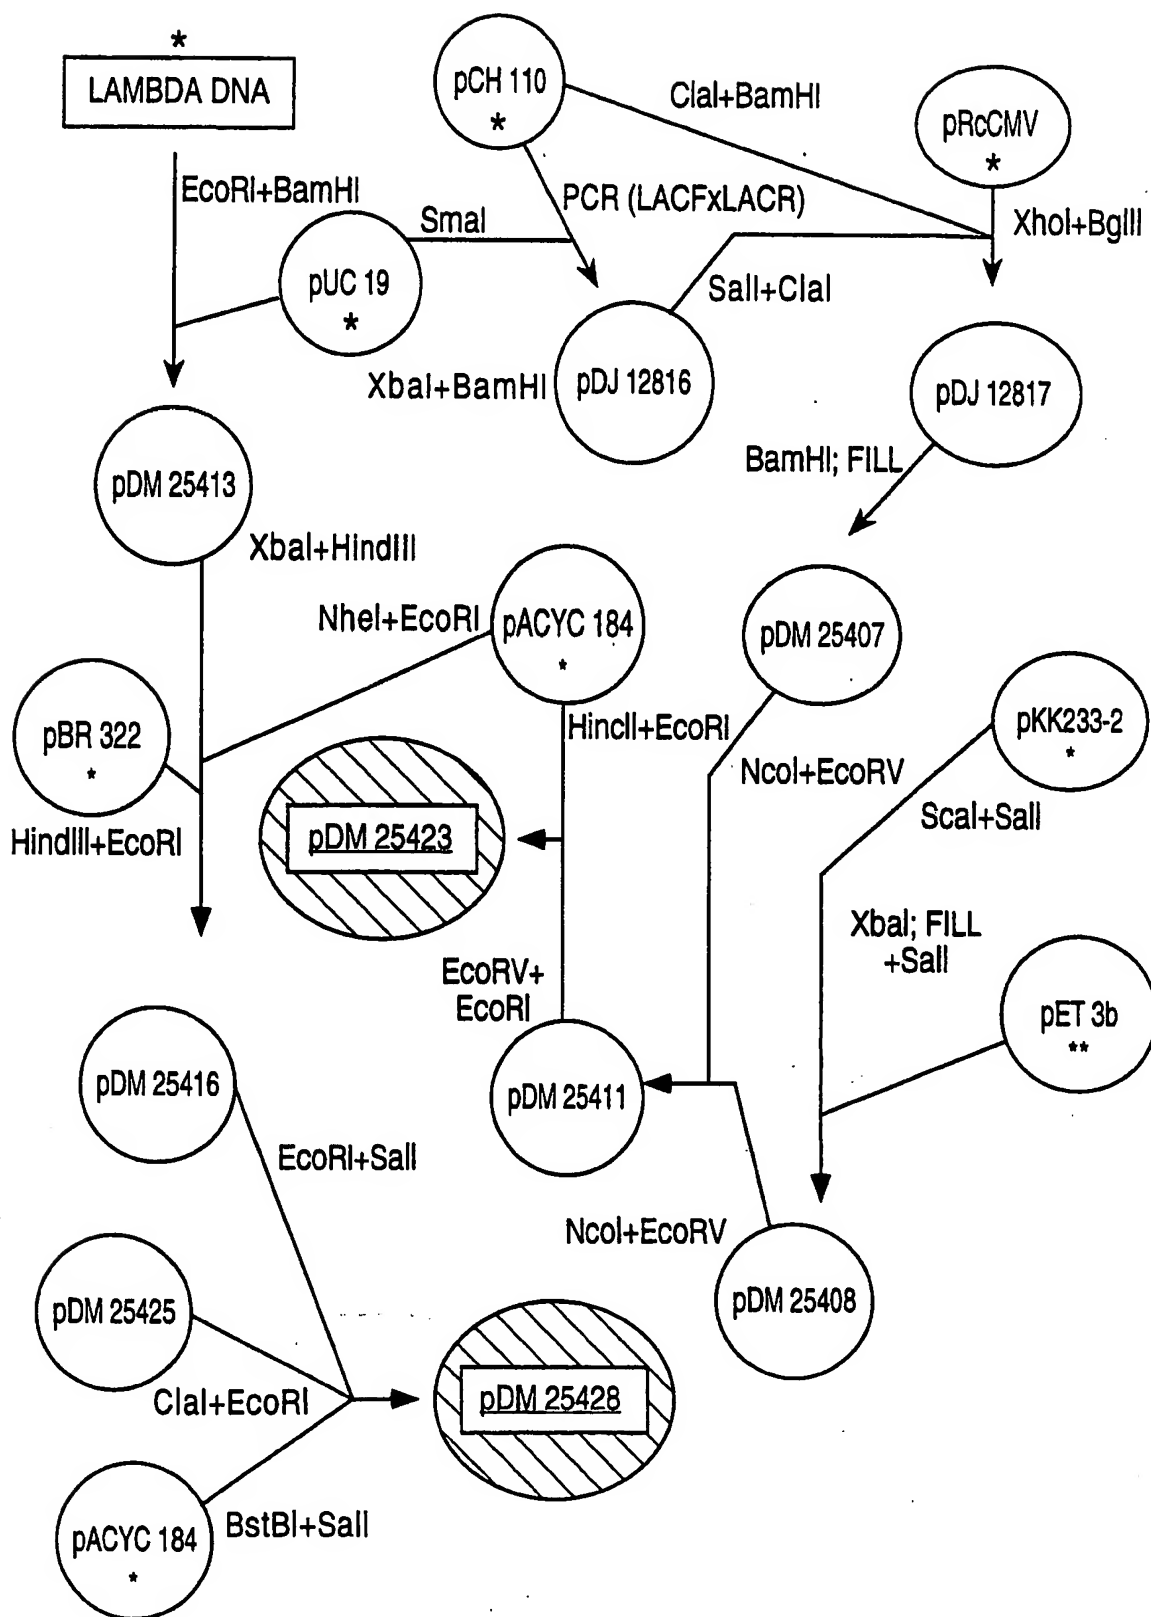 *
LAMBDA DNA
pCH 110
*
ClaI+BamHI
pRcCMV
*
EcoRI+BamHI
PCR (LACFxLACR)
SmaI
XhoI+BglII
pUC 19
*
SalI+ClaI
XbaI+BamHI
pDJ 12816
pDJ 12817
BamHI; FILL
pDM 25413
XbaI+HindIII
NheI+EcoRI
pACYC 184
*
pDM 25407
pBR 322
*
HincII+EcoRI
pKK233-2
*
NcoI+EcoRV
HindIII+EcoRI
pDM 25423
ScaI+SalI
XbaI; FILL
+SalI
EcoRV+
EcoRI
pET 3b
**
pDM 25416
pDM 25411
EcoRI+SalI
NcoI+EcoRV
pDM 25425
pDM 25408
ClaI+EcoRI
pDM 25428
BstBI+SalI
pACYC 184
*